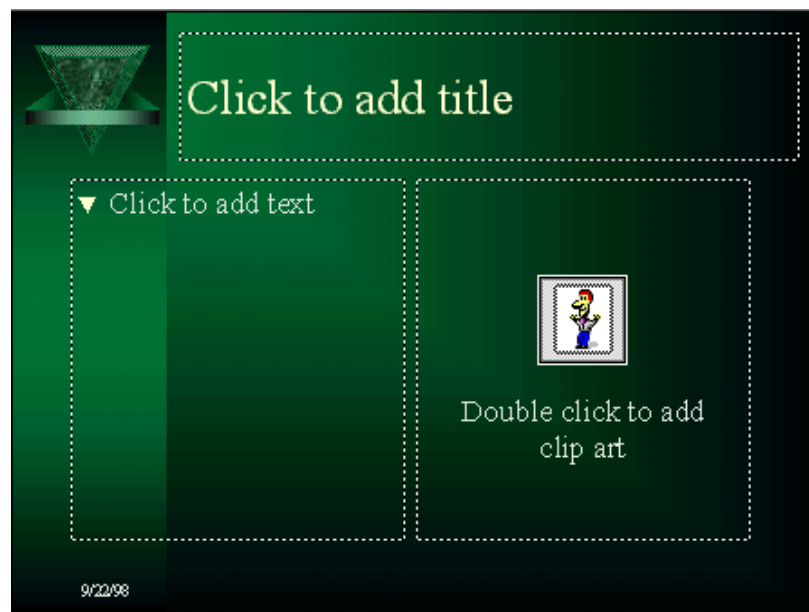 Click to add title
Click to add text
Double click to add
clip art
9/22/98